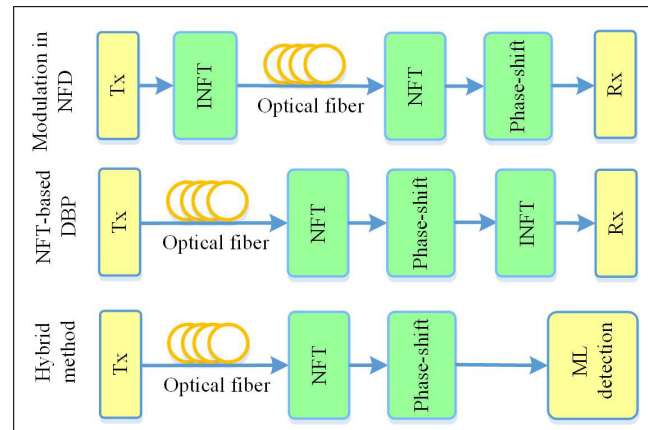 Modulation in
NFD
Tx
INFT
Optical fiber
NFT
Phase-shift
Rx
NFT-based
DBP
Tx
Optical fiber
NFT
Phase-shift
INFT
Rx
Hybrid
method
Tx
Optical fiber
NFT
Phase-shift
ML
detection